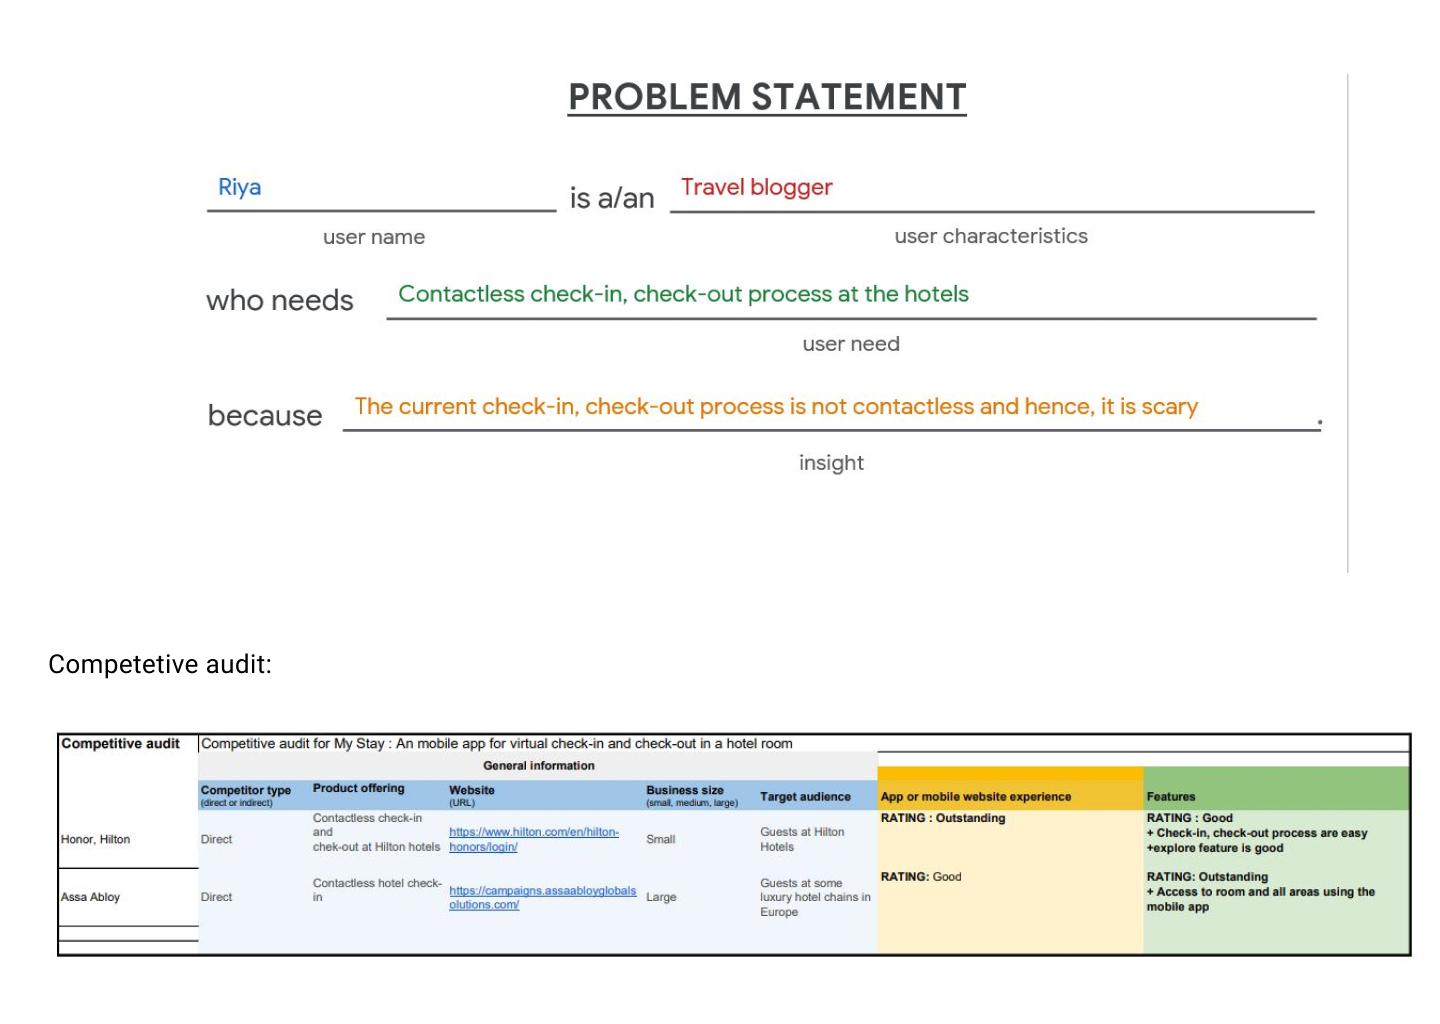 PROBLEM STATEMENT
Riya is a/an Travel blogger
user name user characteristics
who needs Contactless check-in, check-out process at the hotels
user need
because The current check-in, check-out process is not contactless and hence, it is scary .
insight
Competetive audit:
Competitive audit Competitive audit for My Stay : An mobile app for virtual check-in and check-out in a hotel room
General information
Competitor type Product offering Website Business size Target audience App or mobile website experience Features
(direct or indirect) (URL) (small, medium, large)
Honor, Hilton
Direct
Contactless check-in
and
chek-out at Hilton hotels
https://www.hilton.com/en/hilton-
honors/login/
Small
Guests at Hilton
Hotels
RATING : Outstanding
RATING : Good
+ Check-in, check-out process are easy
+explore feature is good
Assa Abloy
Direct
Contactless hotel check-
in
https://campaigns.assaabloyglobals
olutions.com/
Large
Guests at some
luxury hotel chains in
Europe
RATING: Good
RATING: Outstanding
+ Access to room and all areas using the
mobile app